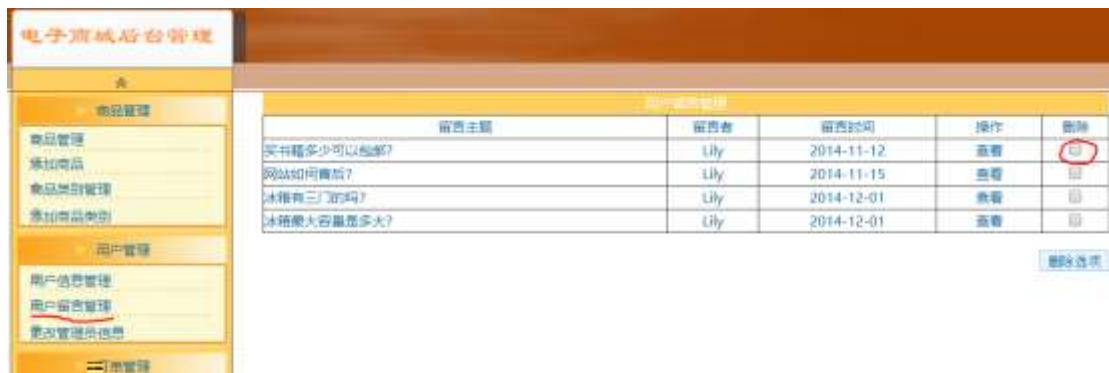 电子商城后台管理
商品管理
商品管理
添加商品
商品类别管理
添加商品类别
用户管理
用户信息管理
用户留言管理
更改管理员信息
订单管理
用户留言管理
留言主题 留言者 留言时间 操作 删除
买书籍多少可以包邮? Lily 2014-11-12 查看
网站如何售后? Lily 2014-11-15 查看
冰箱有三门的吗? Lily 2014-12-01 查看
冰箱最大容量是多大? Lily 2014-12-01 查看
删除选项